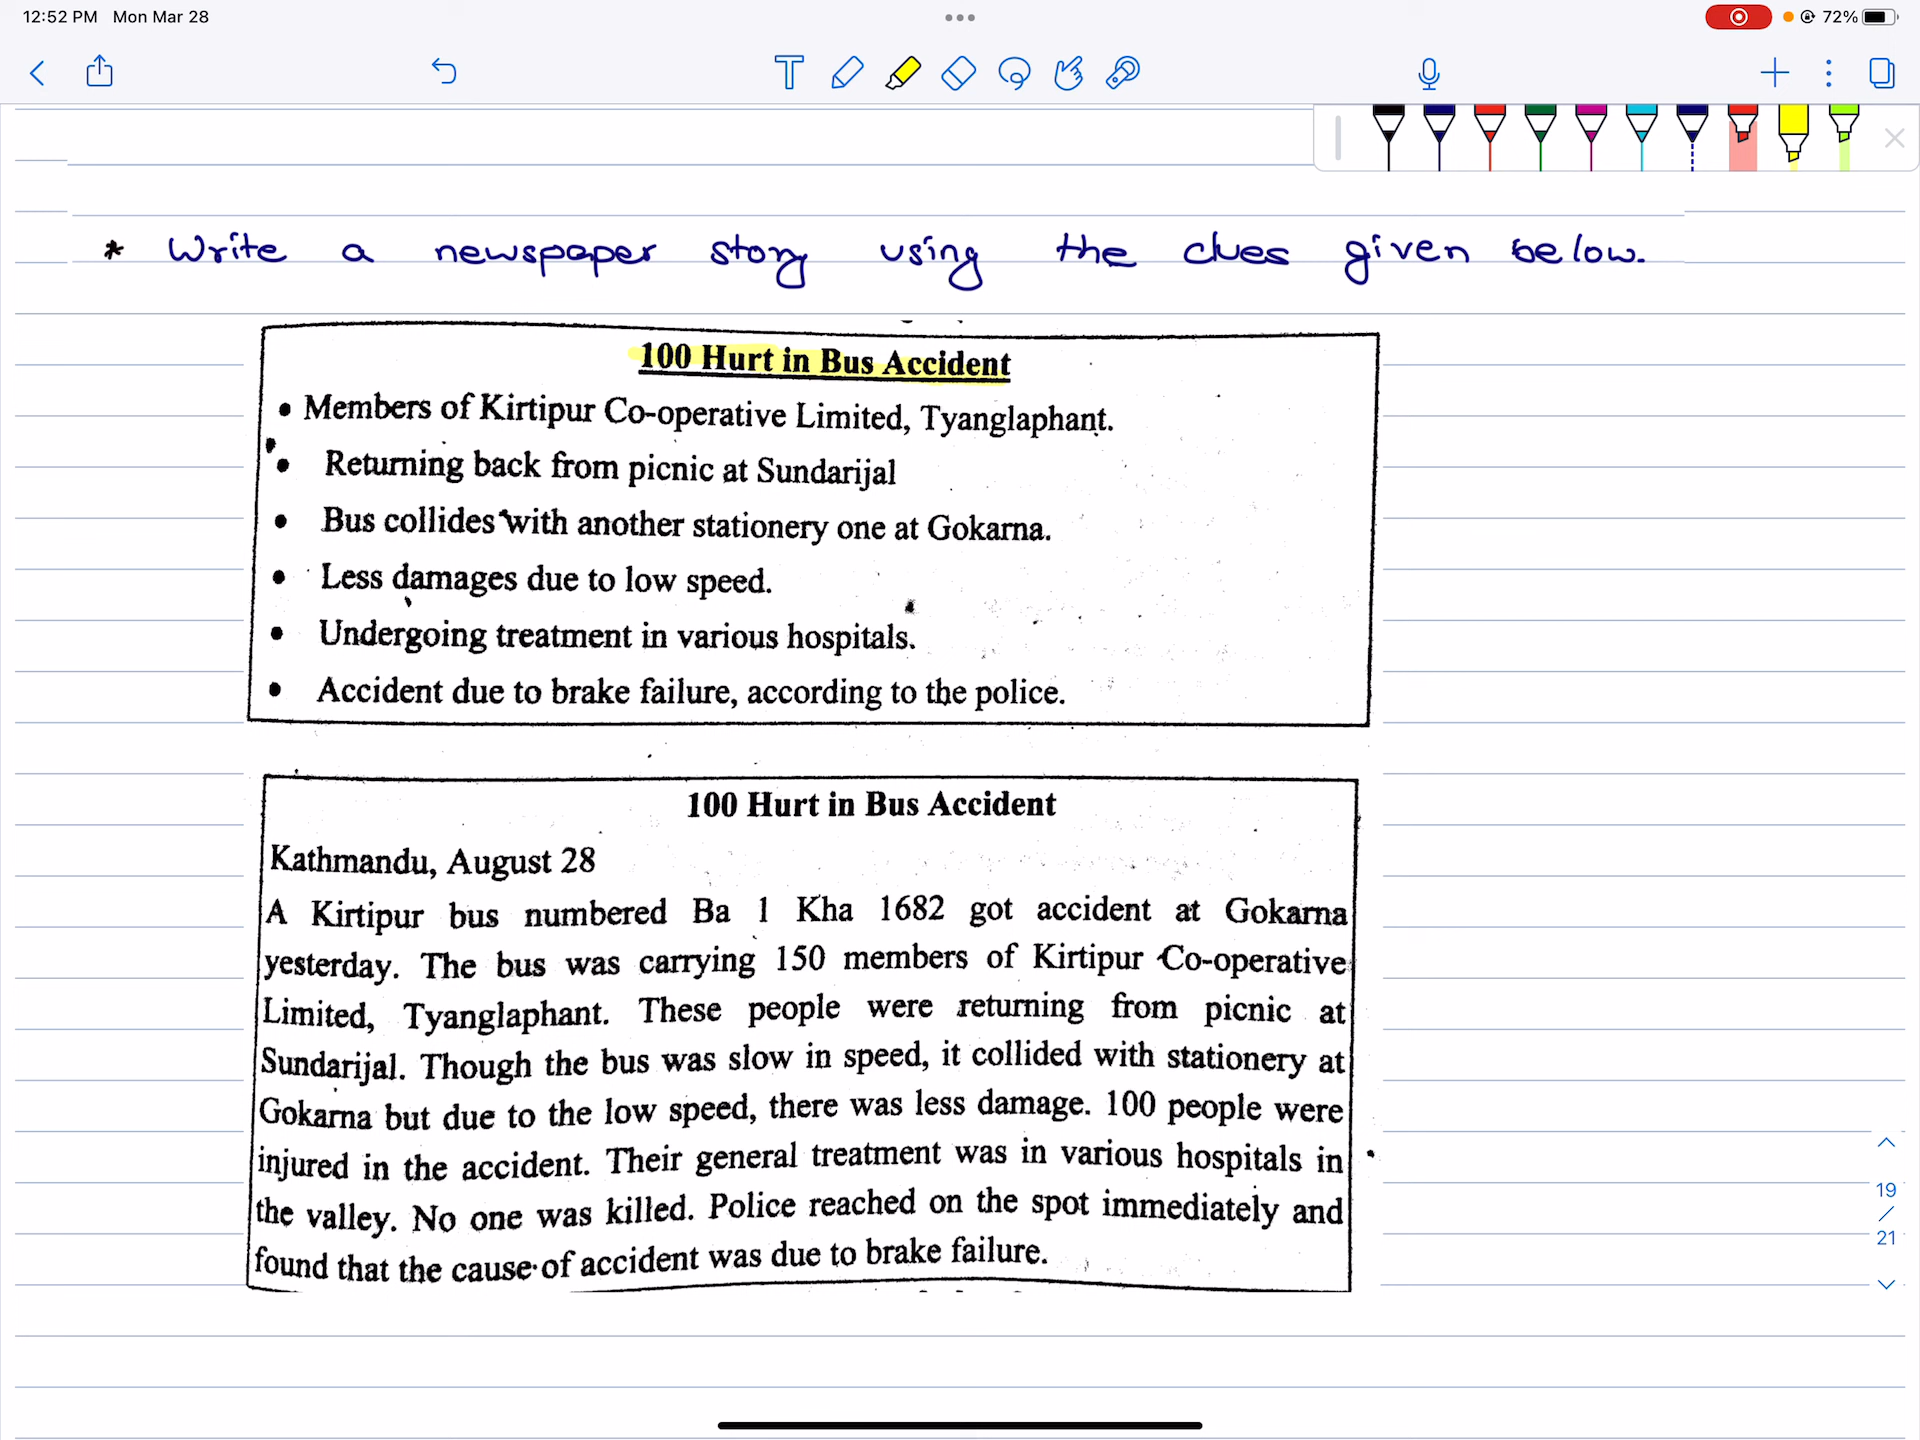 12:52 PM Mon Mar 28
72%
* Write a newspaper story using the clues given below.
100 Hurt in Bus Accident
• Members of Kirtipur Co-operative Limited, Tyanglaphant.
• Returning back from picnic at Sundarijal
• Bus collides with another stationery one at Gokarna.
• Less damages due to low speed.
• Undergoing treatment in various hospitals.
• Accident due to brake failure, according to the police.
100 Hurt in Bus Accident
Kathmandu, August 28
A Kirtipur bus numbered Ba 1 Kha 1682 got accident at Gokarna
yesterday. The bus was carrying 150 members of Kirtipur Co-operative
Limited, Tyanglaphant. These people were returning from picnic at
Sundarijal. Though the bus was slow in speed, it collided with stationery at
Gokarna but due to the low speed, there was less damage. 100 people were
injured in the accident. Their general treatment was in various hospitals in
the valley. No one was killed. Police reached on the spot immediately and
found that the cause of accident was due to brake failure.
19
/
21